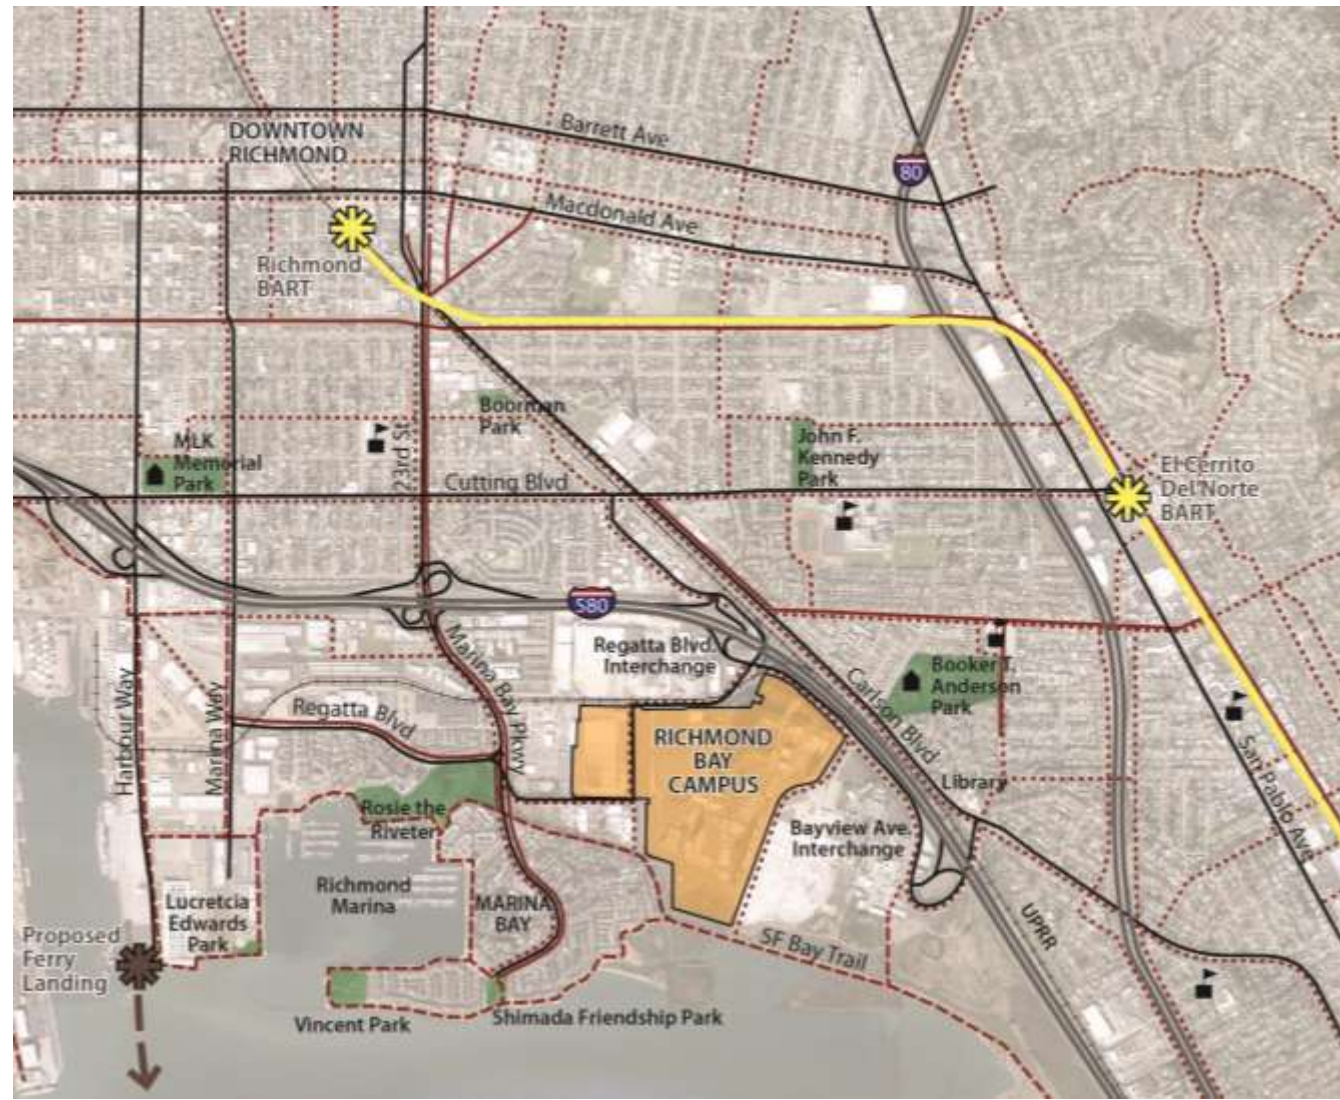 Barrett Ave
DOWNTOWN
RICHMOND
80
Macdonald Ave
Richmond
BART
Boorman
Park
MLK
Memorial
Park
23rd St
John F.
Kennedy
Park
El Cerrito
Del Norte
BART
Cutting Blvd
580
Marina Bay Pkwy
Regatta Blvd.
Interchange
Carlson Blvd
Booker T.
Anderson
Park
Harbour Way
Marina Way
Regatta Blvd
RICHMOND
BAY
CAMPUS
San Pablo Ave
Library
Rosie the
Riveter
Bayview Ave.
Interchange
Richmond
Marina
MARINA
BAY
Lucretcia
Edwards
Park
UPRR
Proposed
Ferry
Landing
SF Bay Trail
Vincent Park
Shimada Friendship Park